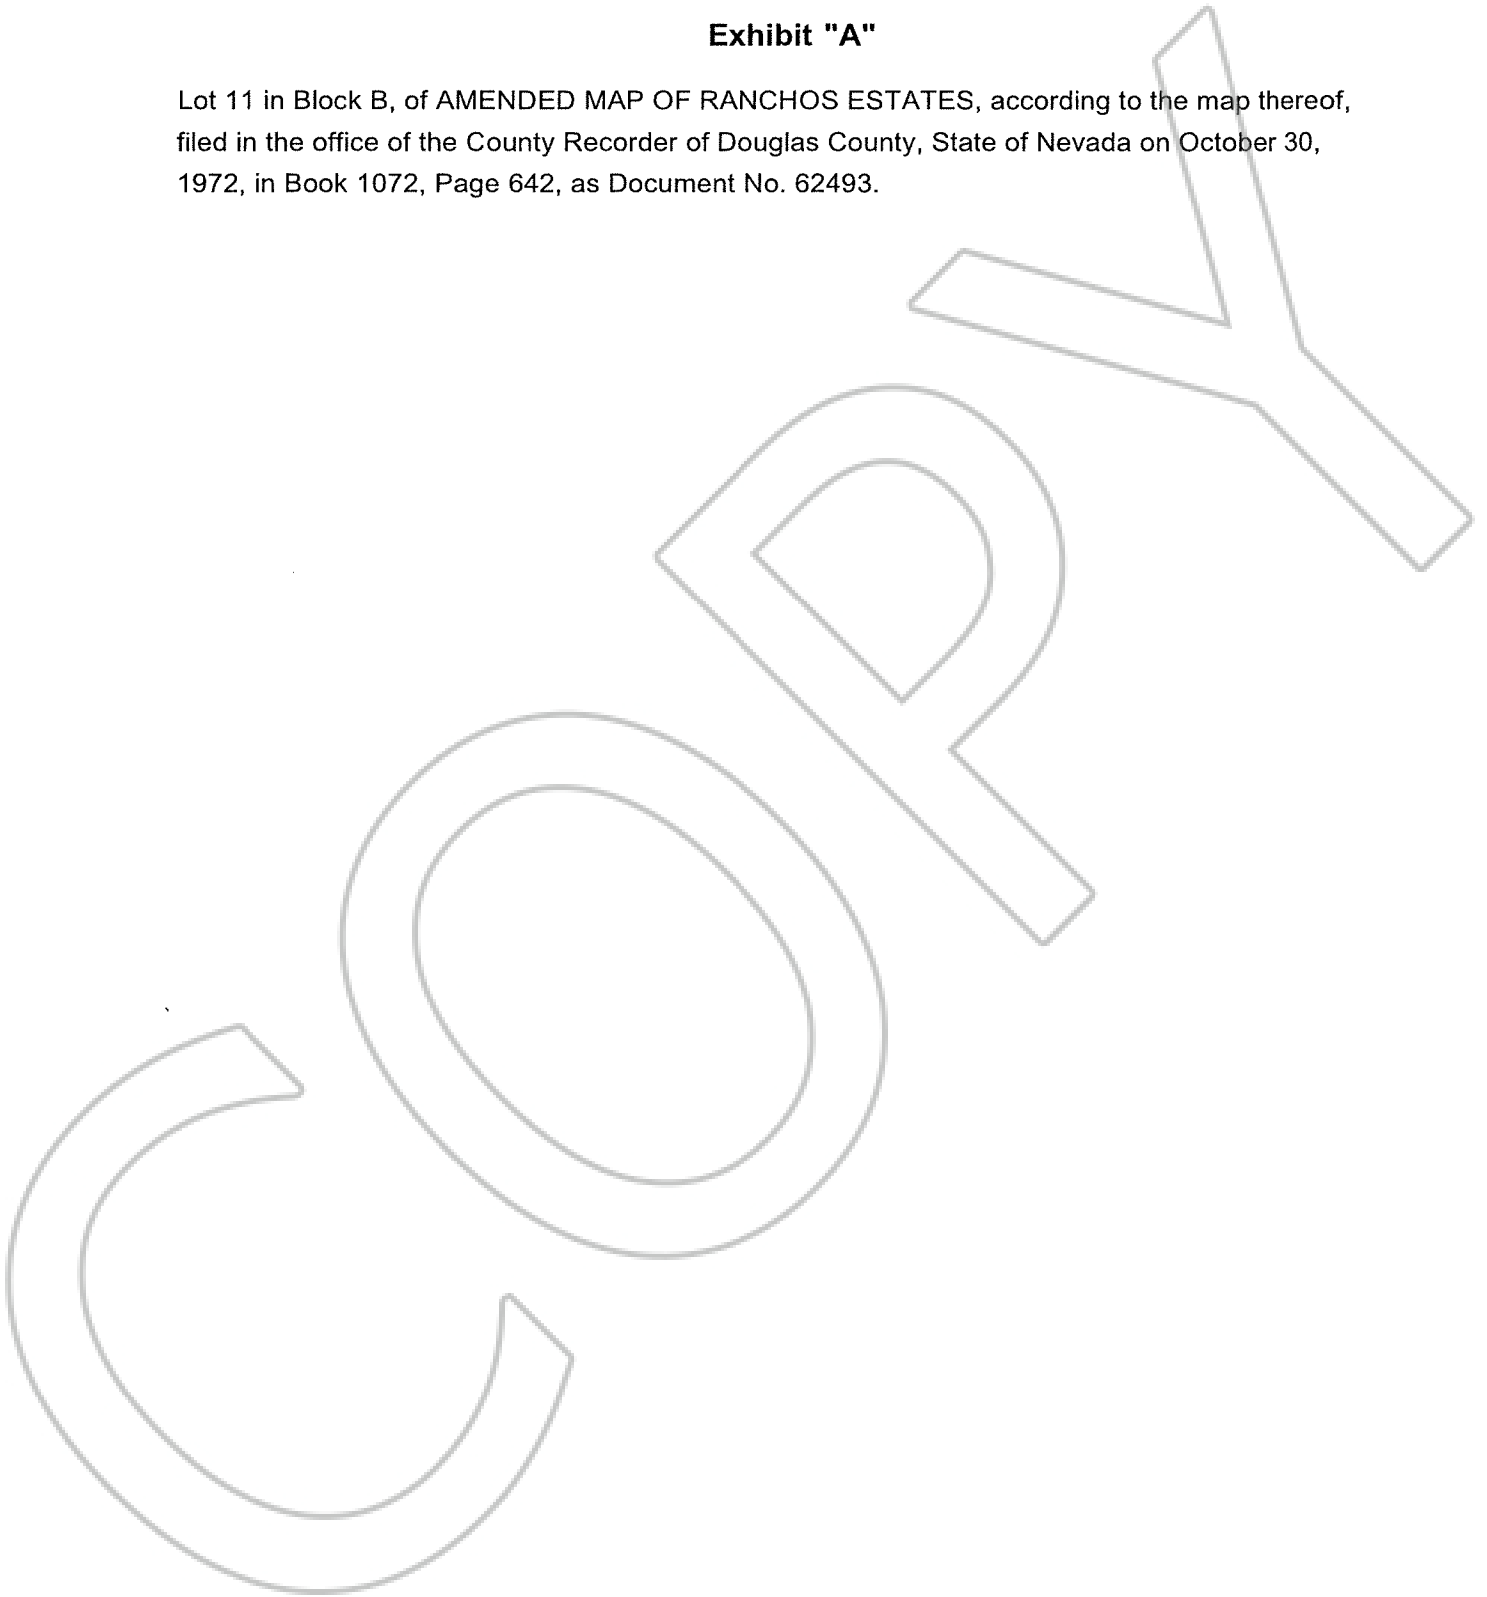 Exhibit "A"
Lot 11 in Block B, of AMENDED MAP OF RANCHOS ESTATES, according to the map thereof,
filed in the office of the County Recorder of Douglas County, State of Nevada on October 30,
1972, in Book 1072, Page 642, as Document No. 62493.
COPY